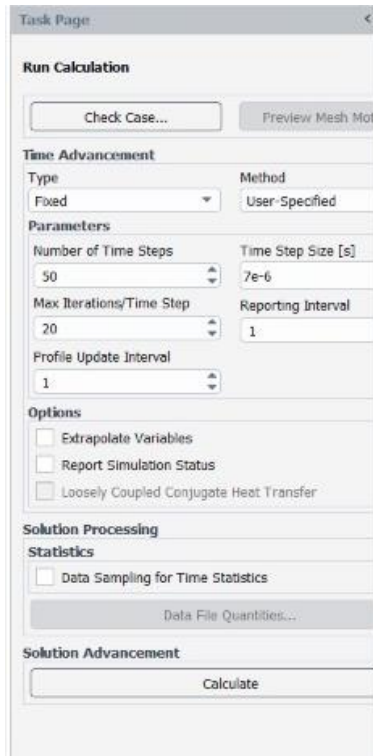 Task Page <
Run Calculation
Check Case... Preview Mesh Mot
Time Advancement
Type Method
Fixed User-Specified
Parameters
Number of Time Steps Time Step Size [s]
50 7e-6
Max Iterations/Time Step Reporting Interval
20 1
Profile Update Interval
1
Options
Extrapolate Variables
Report Simulation Status
Loosely Coupled Conjugate Heat Transfer
Solution Processing
Statistics
Data Sampling for Time Statistics
Data File Quantities...
Solution Advancement
Calculate